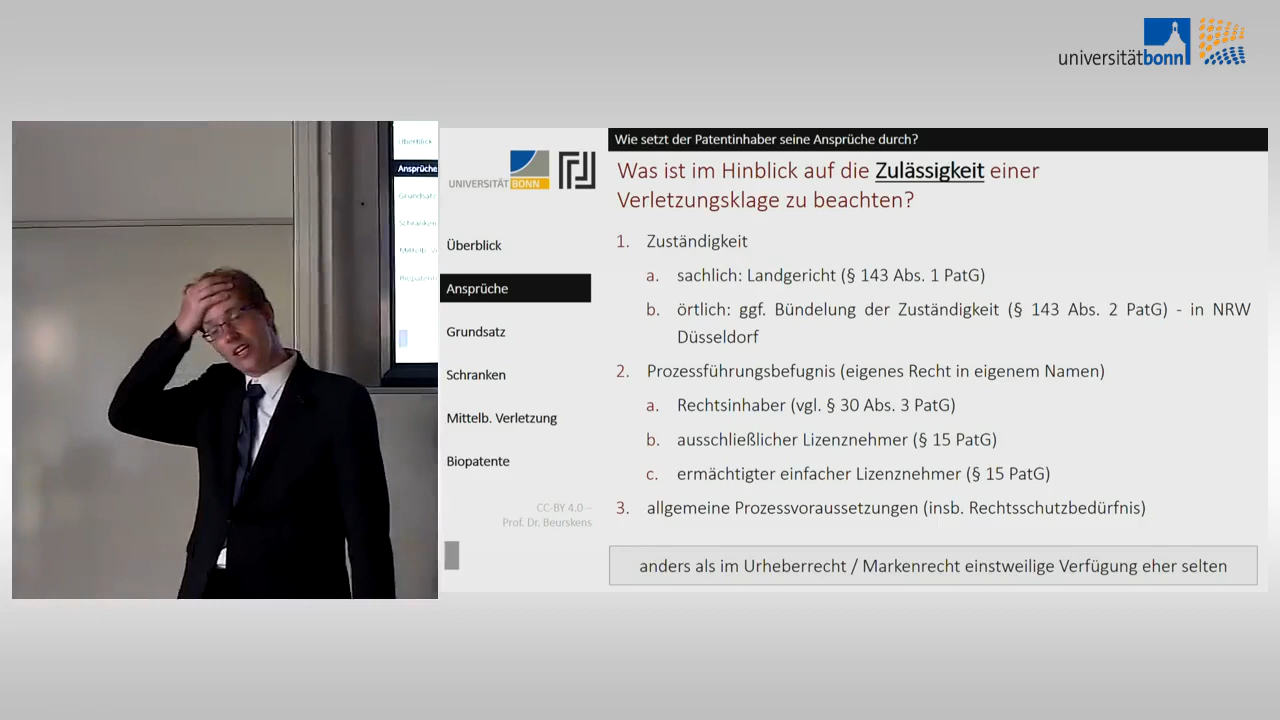 universitätbonn
Überblick
Ansprüche
Grundsatz
Schranken
Wie setzt der Patentinhaber seine Ansprüche durch?
UNIVERSITÄT BONN
Überblick
Ansprüche
Grundsatz
Schranken
Mittelb. Verletzung
Biopatente
CC-BY 4.0 –
Prof. Dr. Beurskens
Was ist im Hinblick auf die Zulässigkeit einer
Verletzungsklage zu beachten?
1. Zuständigkeit
a. sachlich: Landgericht (§ 143 Abs. 1 PatG)
b. örtlich: ggf. Bündelung der Zuständigkeit (§ 143 Abs. 2 PatG) - in NRW
Düsseldorf
2. Prozessführungsbefugnis (eigenes Recht in eigenem Namen)
a. Rechtsinhaber (vgl. § 30 Abs. 3 PatG)
b. ausschließlicher Lizenznehmer (§ 15 PatG)
c. ermächtigter einfacher Lizenznehmer (§ 15 PatG)
3. allgemeine Prozessvoraussetzungen (insb. Rechtsschutzbedürfnis)
anders als im Urheberrecht / Markenrecht einstweilige Verfügung eher selten